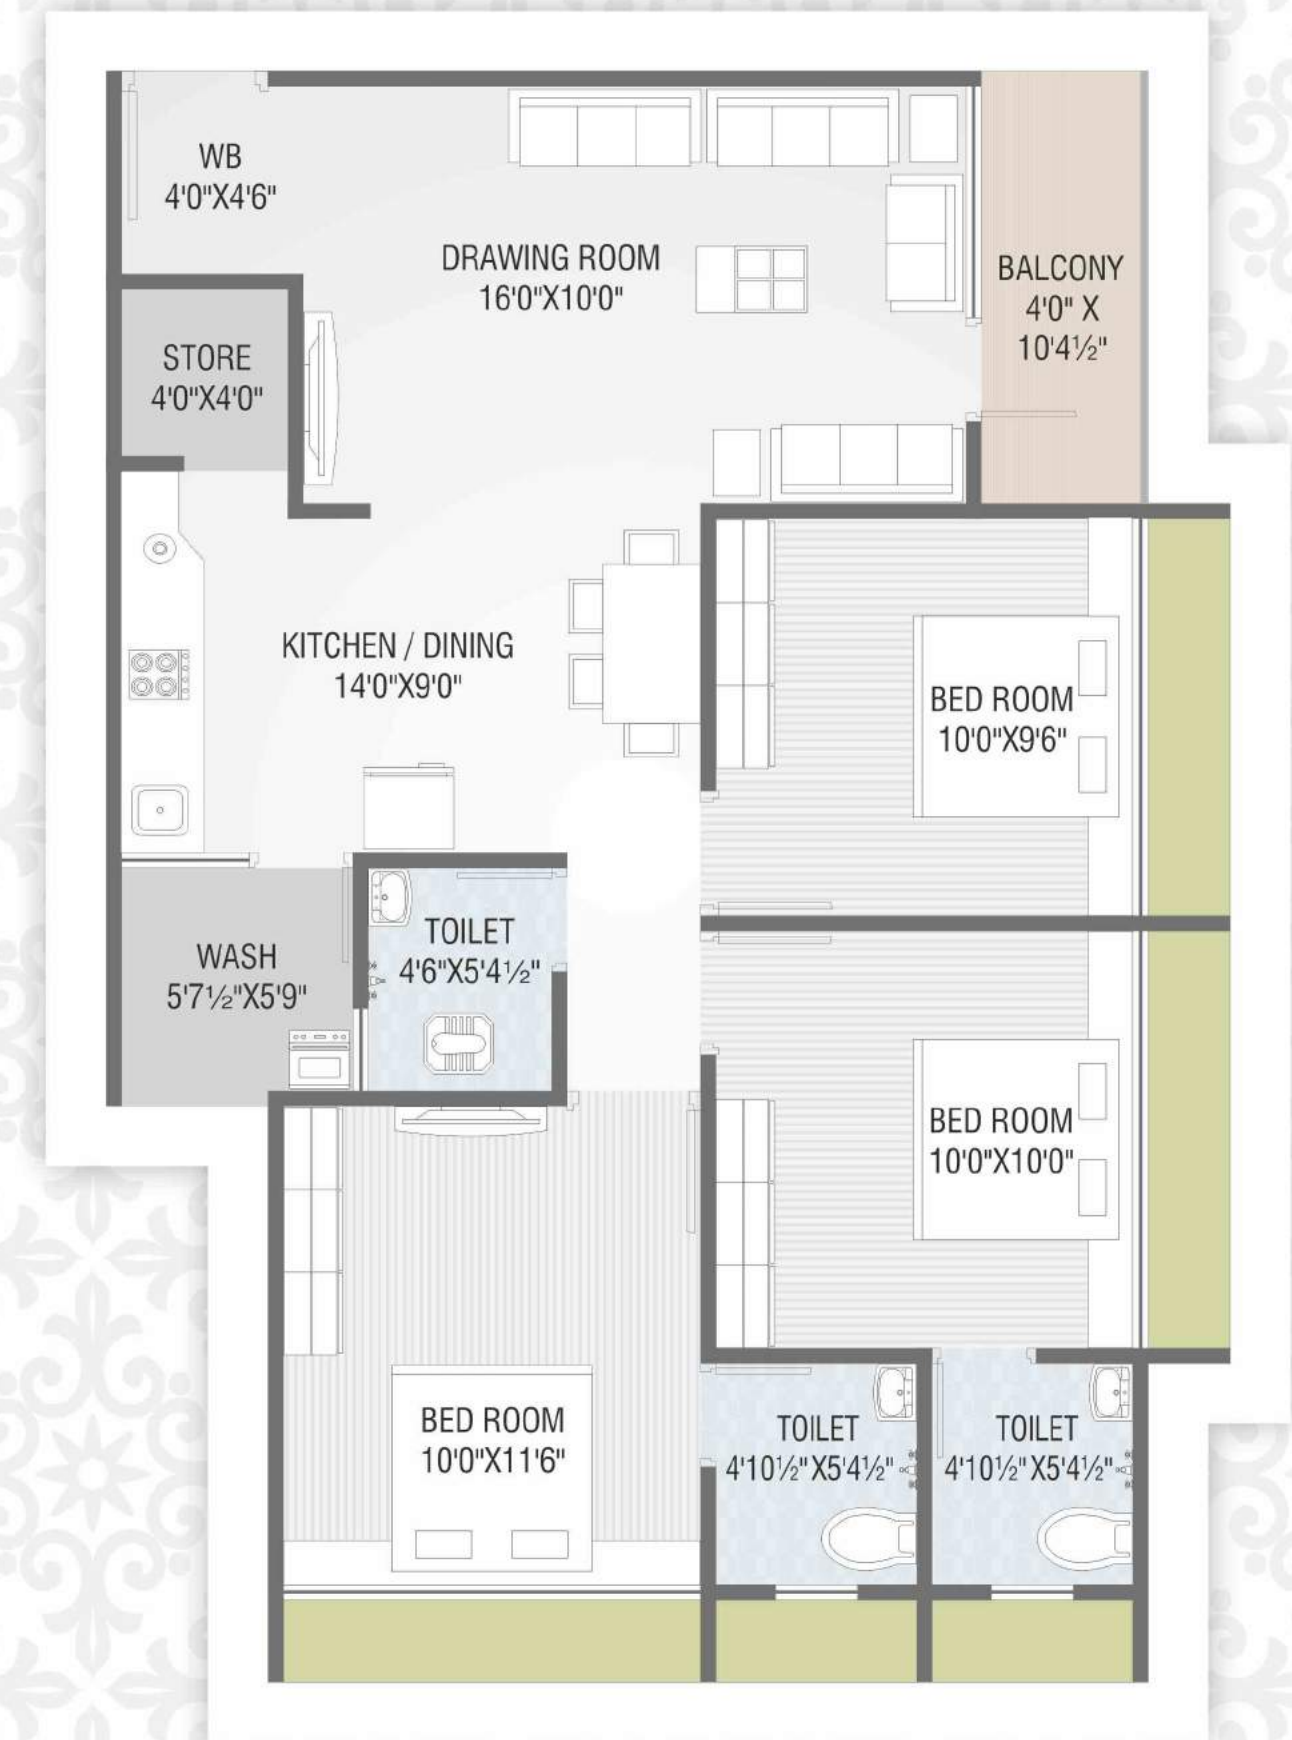 WB
4'0"X4'6"
DRAWING ROOM
16'0"X10'0"
BALCONY
4'0" X
10'4½"
STORE
4'0"X4'0"
KITCHEN / DINING
14'0"X9'0"
BED ROOM
10'0"X9'6"
WASH
5'7½"X5'9"
TOILET
4'6"X5'4½"
BED ROOM
10'0"X10'0"
BED ROOM
10'0"X11'6"
TOILET
4'10½"X5'4½"
TOILET
4'10½"X5'4½"